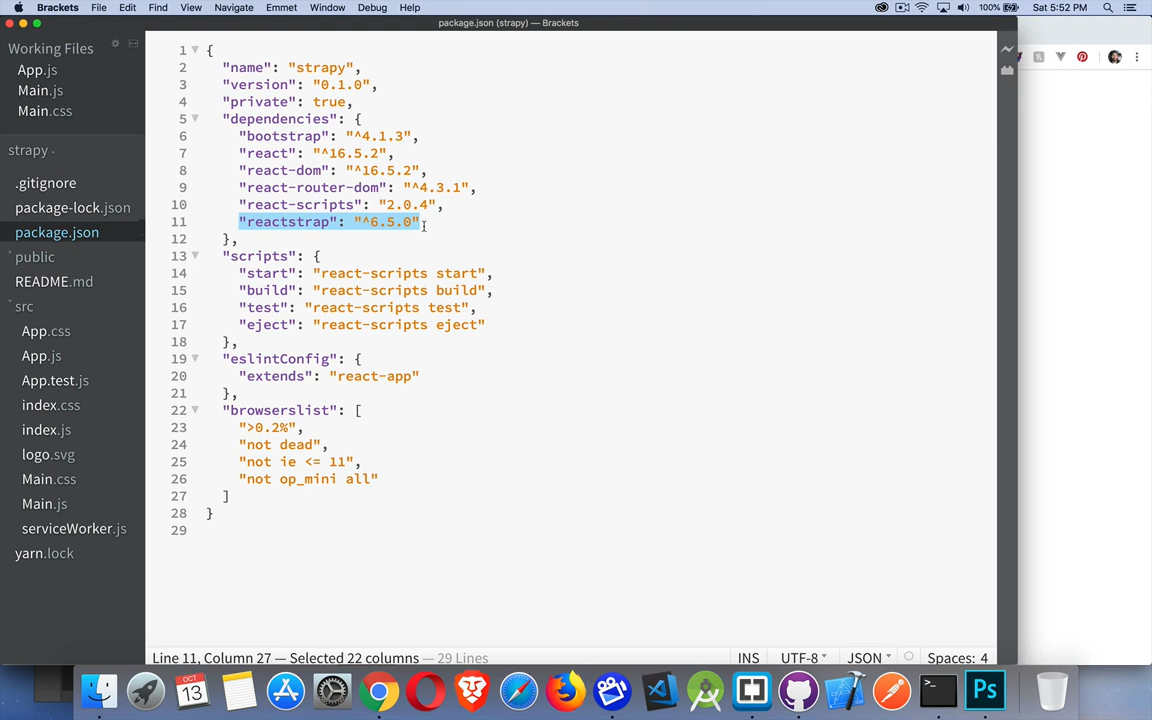 Brackets File Edit Find View Navigate Emmet Window Debug Help 100% Sat 5:52 PM
package.json (strapy) — Brackets
Working Files
App.js
Main.js
Main.css
strapy
.gitignore
package-lock.json
package.json
public
README.md
src
App.css
App.js
App.test.js
index.css
index.js
logo.svg
Main.css
Main.js
serviceWorker.js
yarn.lock
1 {
2 "name": "strapy",
3 "version": "0.1.0",
4 "private": true,
5 "dependencies": {
6 "bootstrap": "^4.1.3",
7 "react": "^16.5.2",
8 "react-dom": "^16.5.2",
9 "react-router-dom": "^4.3.1",
10 "react-scripts": "2.0.4",
11 "reactstrap": "^6.5.0"
12 },
13 "scripts": {
14 "start": "react-scripts start",
15 "build": "react-scripts build",
16 "test": "react-scripts test",
17 "eject": "react-scripts eject"
18 },
19 "eslintConfig": {
20 "extends": "react-app"
21 },
22 "browserslist": [
23 ">0.2%",
24 "not dead",
25 "not ie <= 11",
26 "not op_mini all"
27 ]
28 }
29
Line 11, Column 27 — Selected 22 columns — 29 Lines INS UTF-8 JSON Spaces: 4
OCT
13
>_
Ps